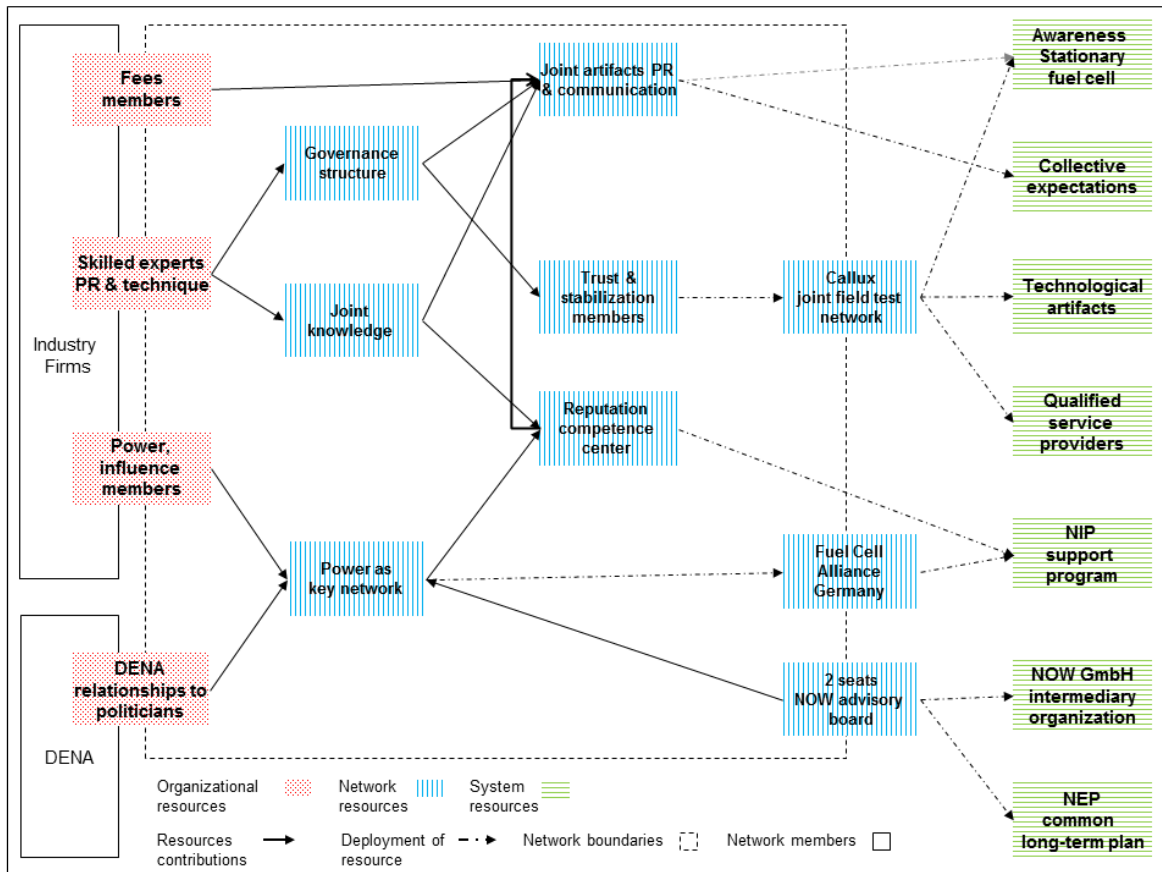 Fees
members
Skilled experts
PR & technique
Industry
Firms
Power,
influence
members
DENA
relationships to
politicians
DENA
Governance
structure
Joint
knowledge
Power as
key network
Joint artifacts PR
& communication
Trust &
stabilization
members
Reputation
competence
center
Callux
joint field test
network
Fuel Cell
Alliance
Germany
2 seats
NOW advisory
board
Awareness
Stationary
fuel cell
Collective
expectations
Technological
artifacts
Qualified
service
providers
NIP
support
program
NOW GmbH
intermediary
organization
NEP
common
long-term plan
Organizational
resources
Network
resources
System
resources
Resources
contributions
Deployment of
resource
Network boundaries
Network members